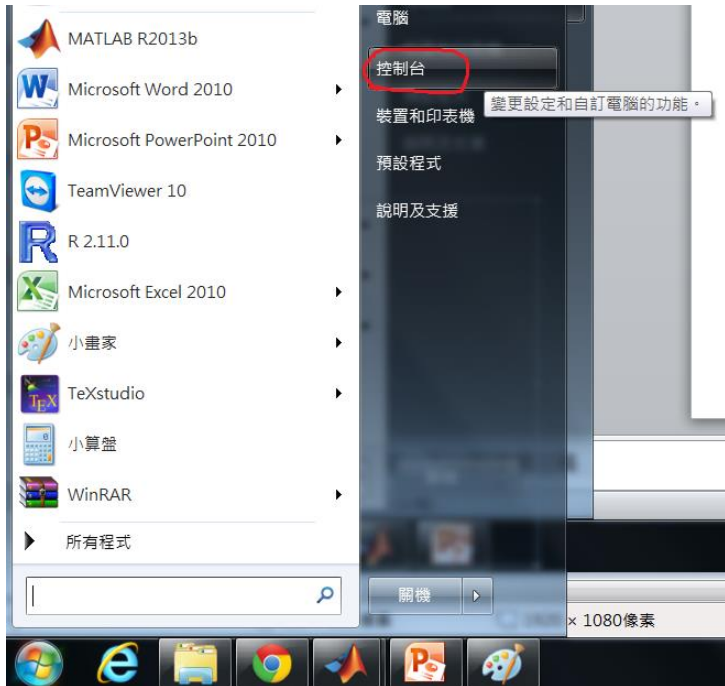 MATLAB R2013b
Microsoft Word 2010
Microsoft PowerPoint 2010
TeamViewer 10
R 2.11.0
Microsoft Excel 2010
小畫家
TeXstudio
小算盤
WinRAR
所有程式
電腦
控制台
變更設定和自訂電腦的功能。
裝置和印表機
預設程式
說明及支援
關機
× 1080像素